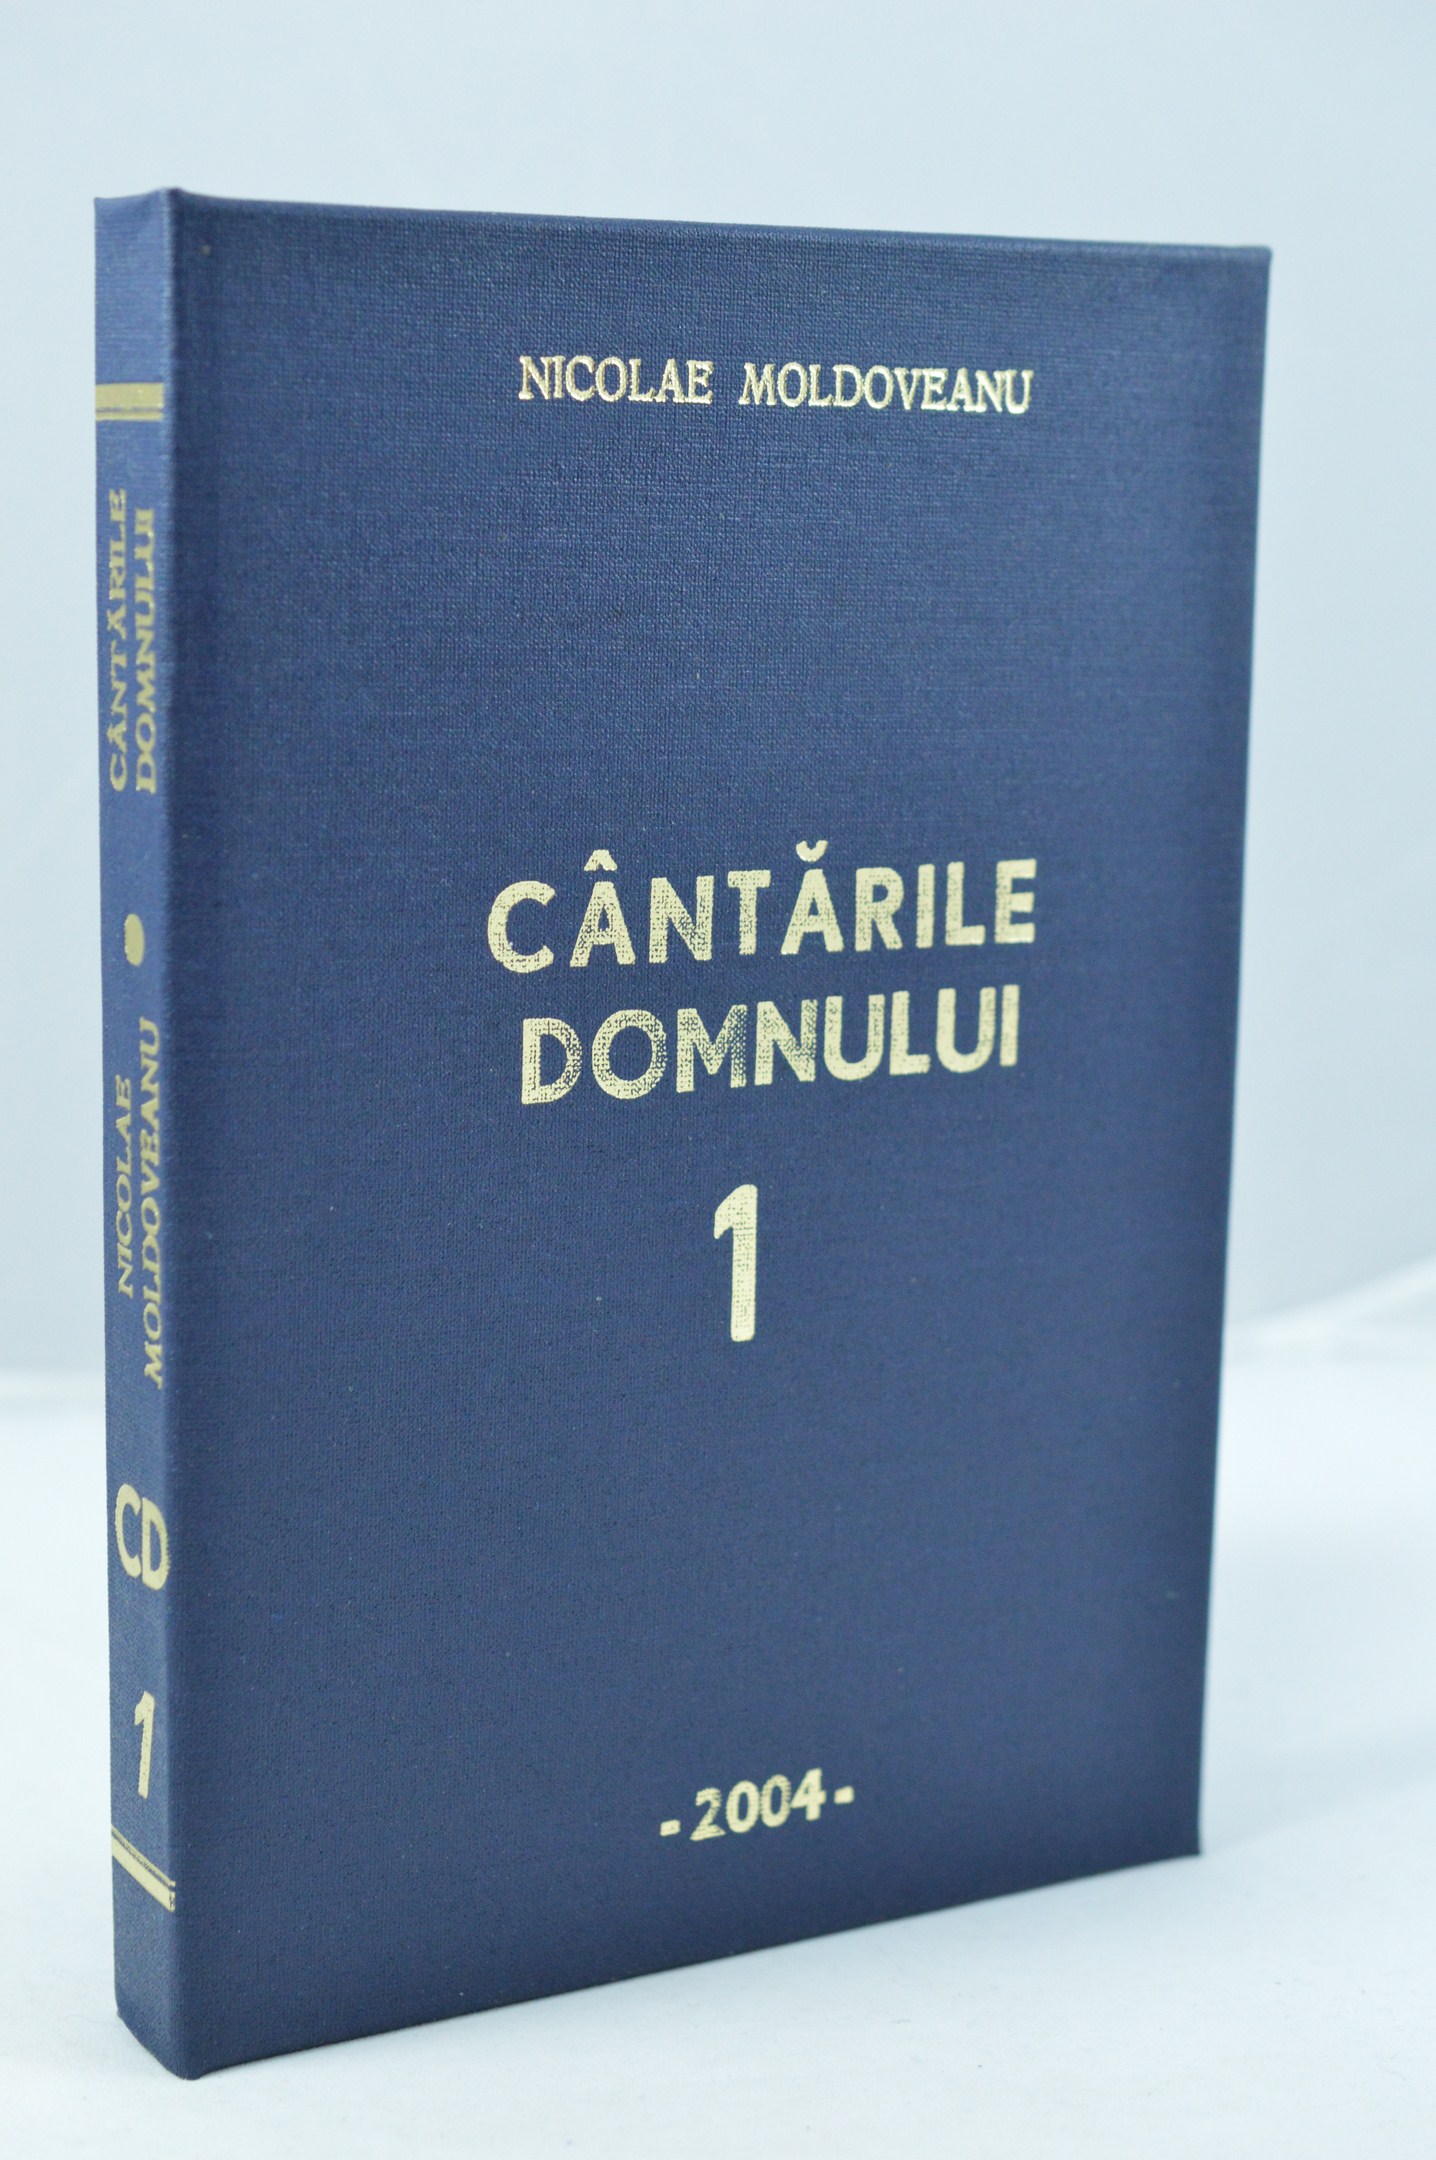 NICOLAE MOLDOVEANU
CÂNTĂRILE
DOMNULUI
1
- 2004 -
CÂNTĂRILE
DOMNULUI
•
NICOLAE
MOLDOVEANU
CD
1